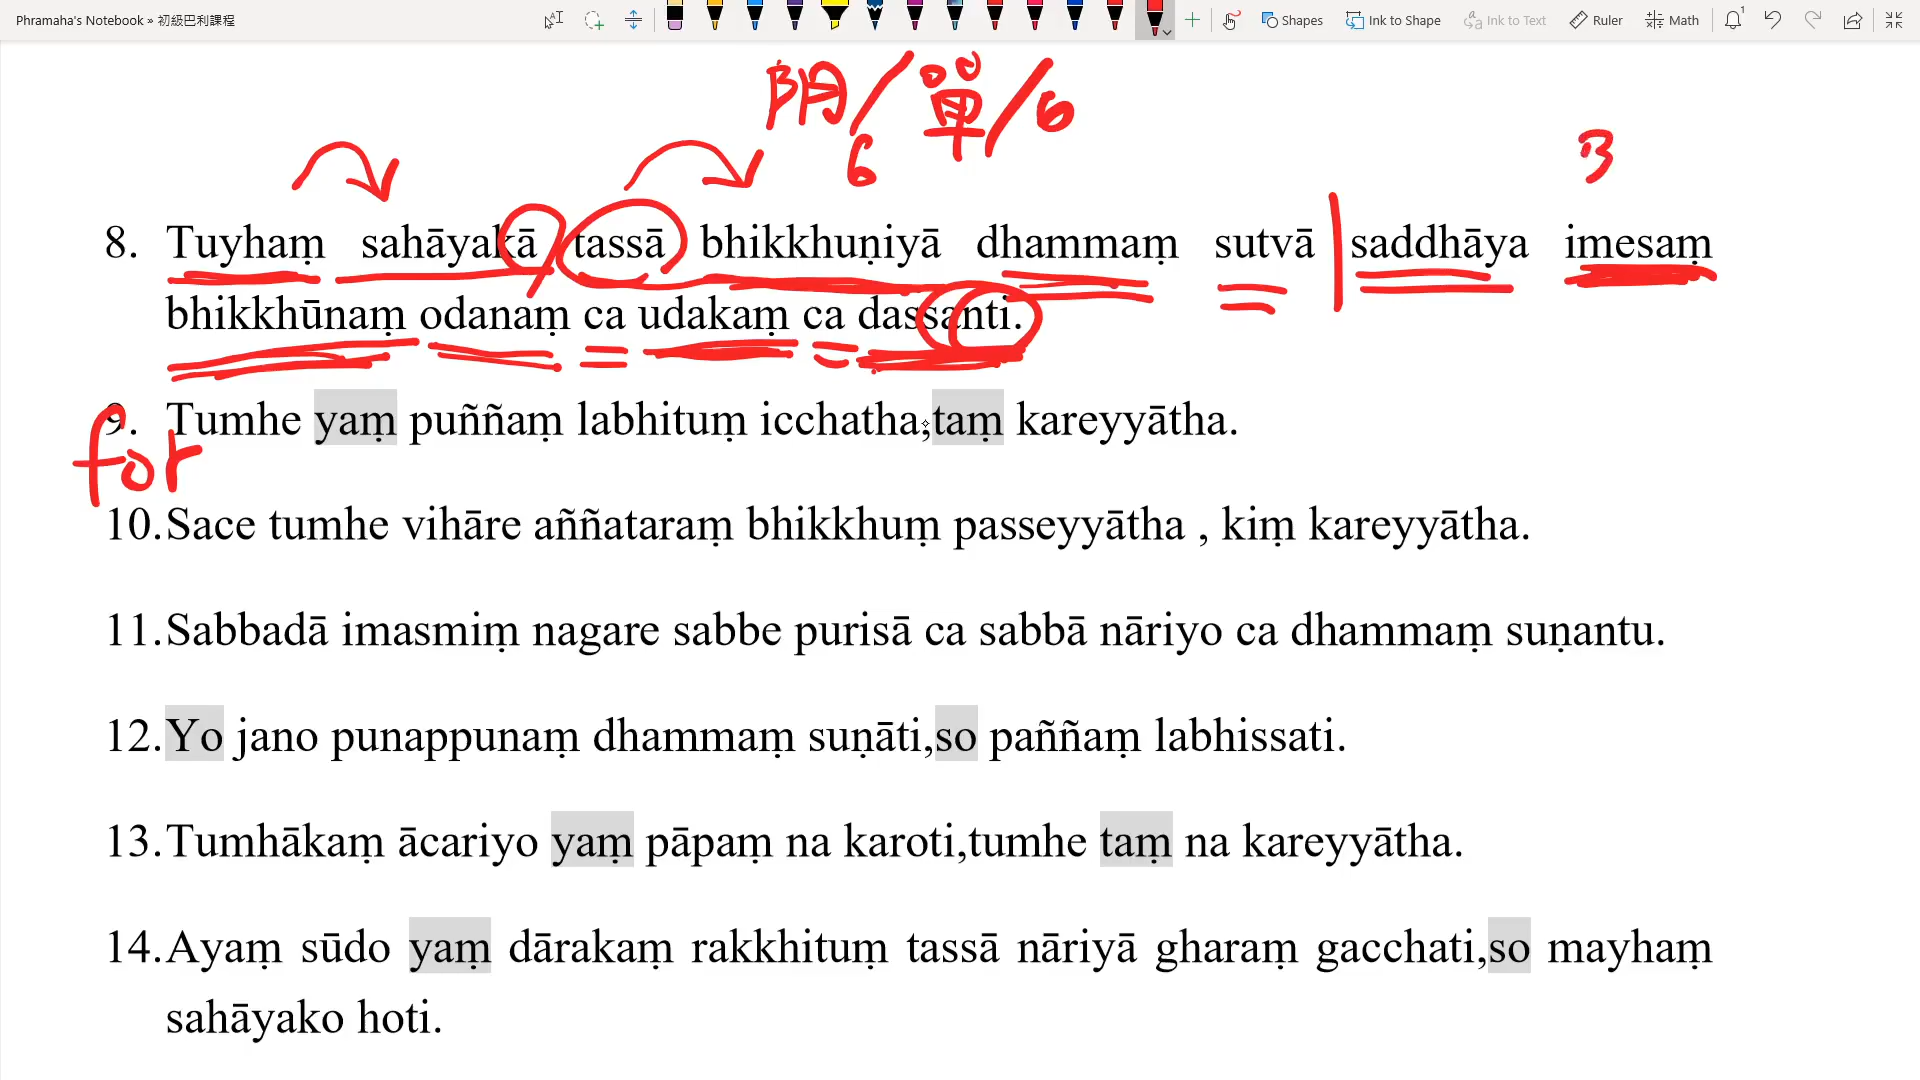 Phramaha's Notebook » 初級巴利課程
Shapes Ink to Shape Ink to Text Ruler Math 1
阴/單/6
6
3
8. Tuyhaṃ sahāyakā tassā bhikkhuṇiyā dhammaṃ sutvā saddhāya imesaṃ
bhikkhūnaṃ odanaṃ ca udakaṃ ca dassanti.
9. Tumhe yaṃ puññaṃ labhituṃ icchatha,taṃ kareyyātha.
for
10.Sace tumhe vihāre aññataraṃ bhikkhuṃ passeyyātha , kiṃ kareyyātha.
11.Sabbadā imasmiṃ nagare sabbe purisā ca sabbā nāriyo ca dhammaṃ suṇantu.
12.Yo jano punappunaṃ dhammaṃ suṇāti,so paññaṃ labhissati.
13.Tumhākaṃ ācariyo yaṃ pāpaṃ na karoti,tumhe taṃ na kareyyātha.
14.Ayaṃ sūdo yaṃ dārakaṃ rakkhituṃ tassā nāriyā gharaṃ gacchati,so mayhaṃ
sahāyako hoti.